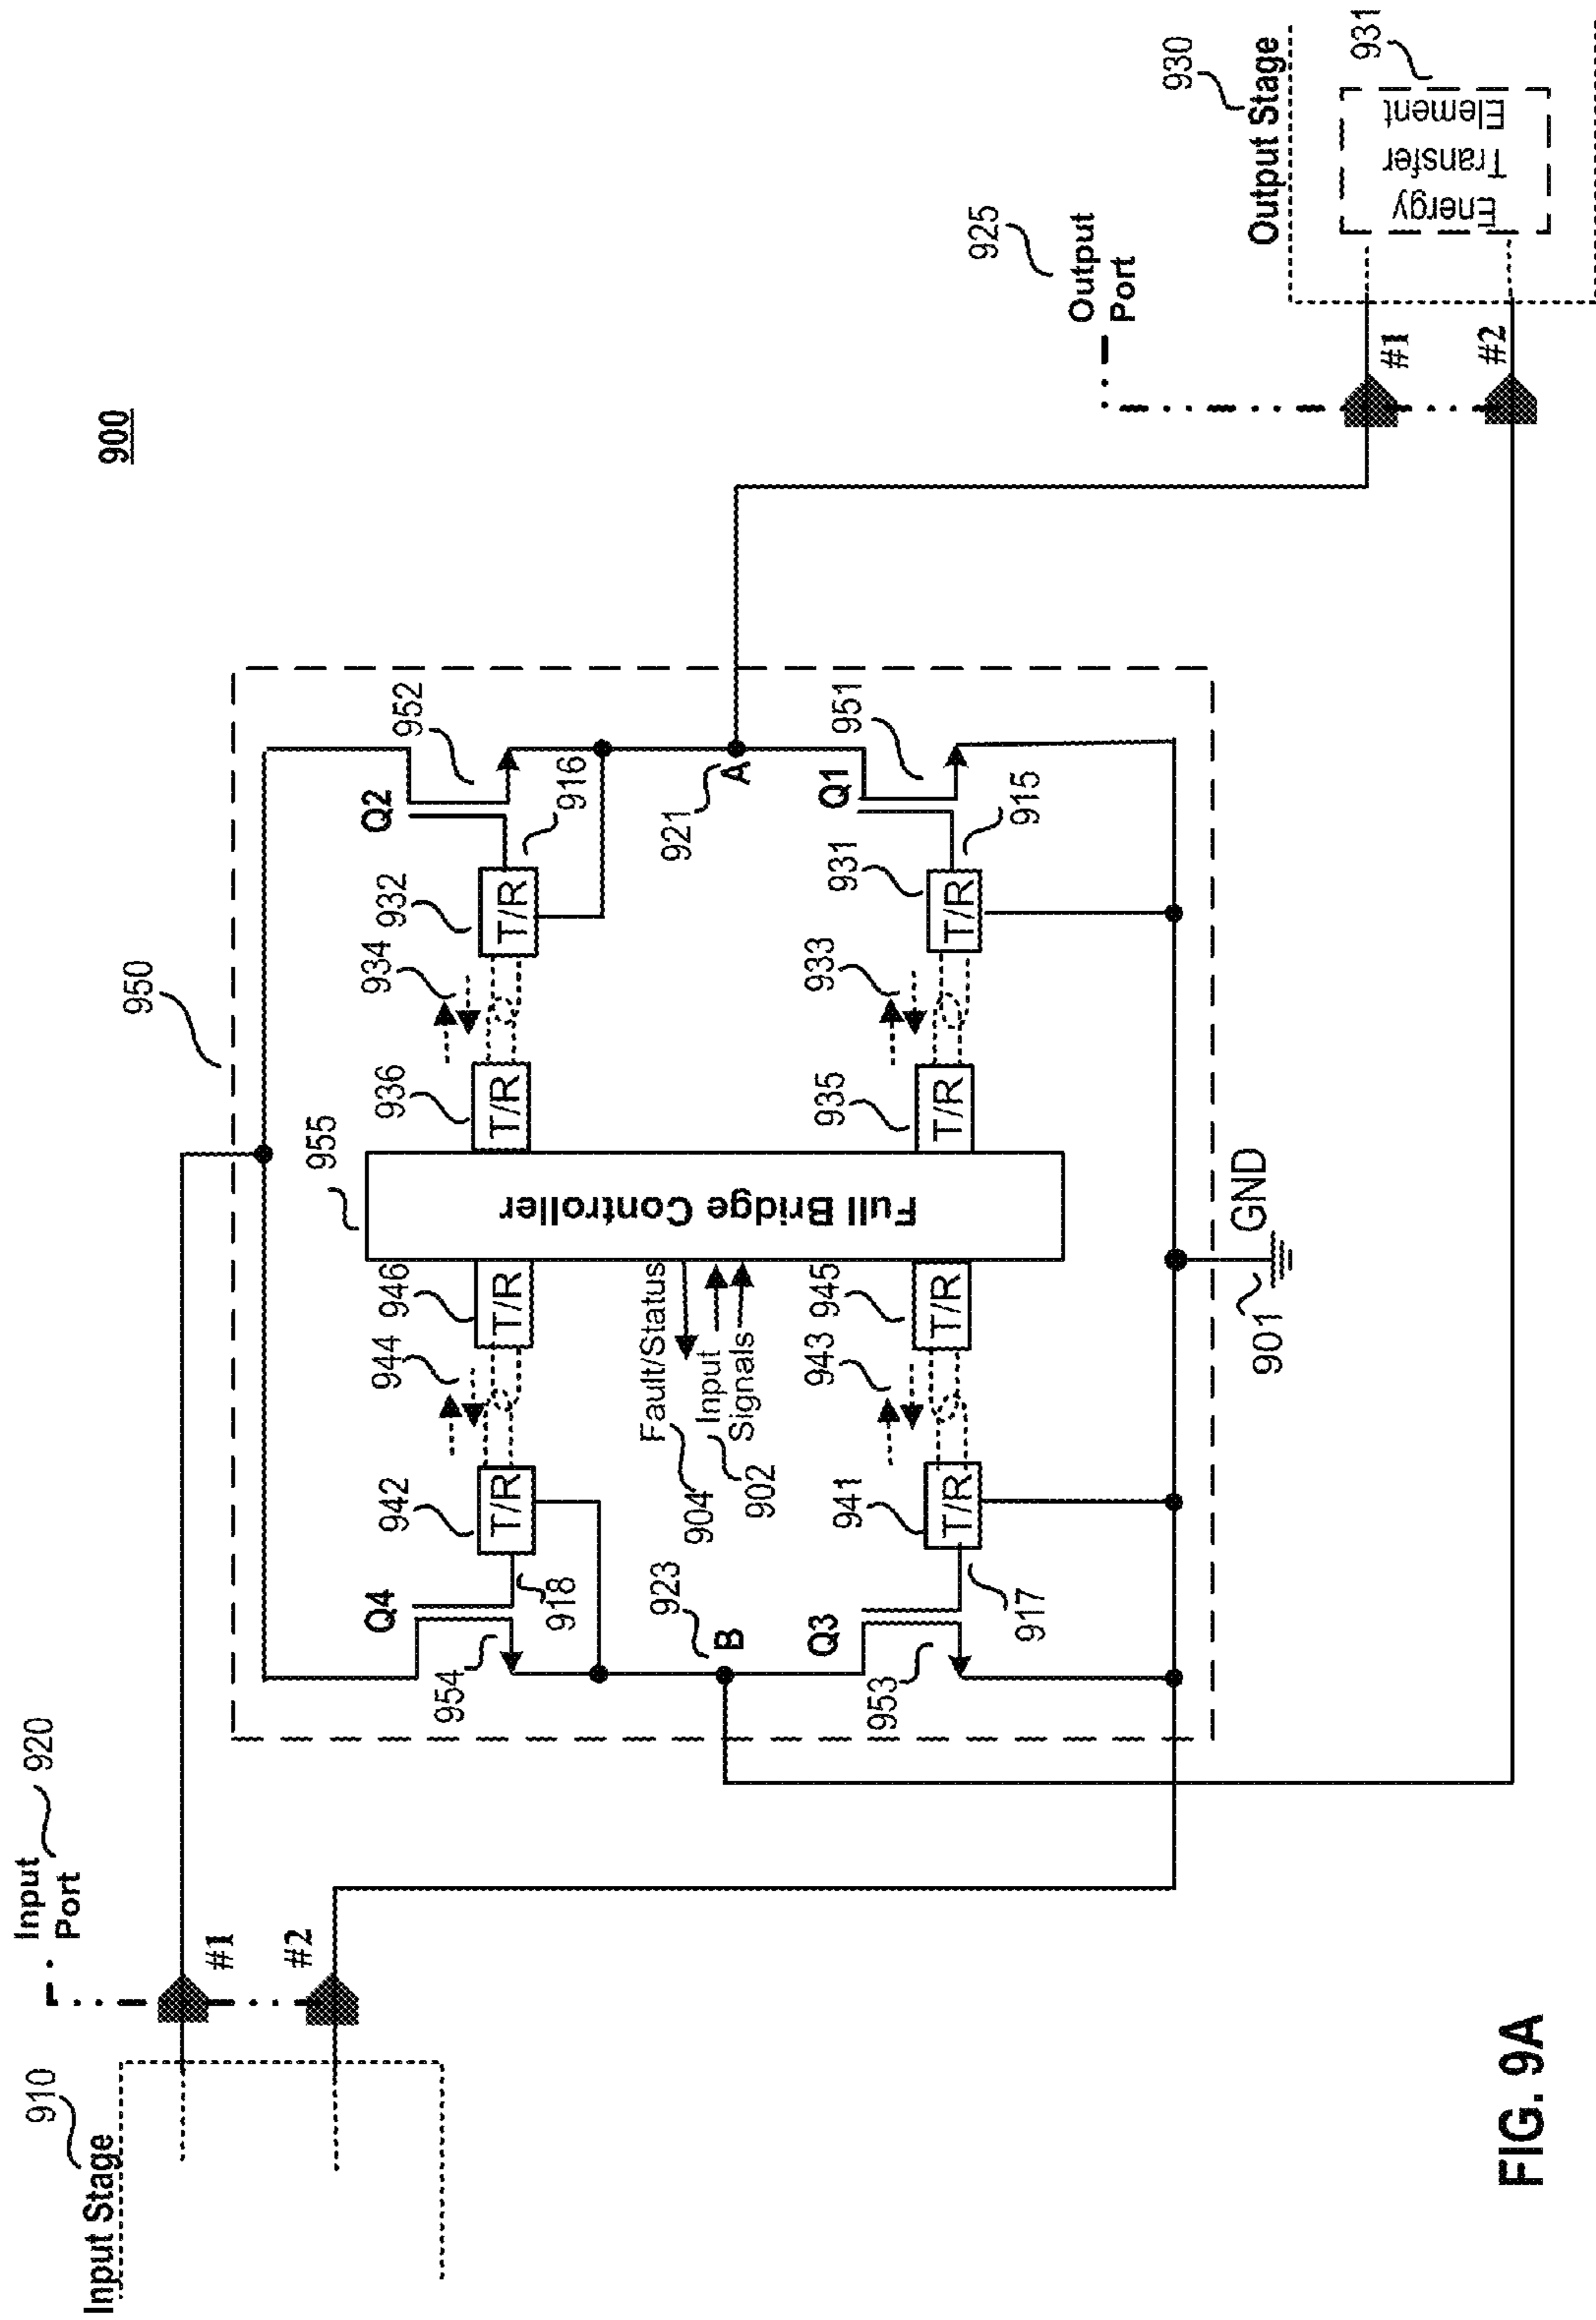 900
910
Input Stage
Input
Port
920
#1
#2
950
955
Q4
954
918
942
T/R
944
946
T/R
936
T/R
934
932
T/R
916
Q2
952
Full Bridge Controller
Fault/Status
904
Input
Signals
902
923
B
921
A
Q3
953
917
941
T/R
943
945
T/R
935
T/R
933
931
T/R
915
Q1
951
901
GND
925
Output
Port
#1
#2
930
Output Stage
931
Energy
Transfer
Element
FIG. 9A